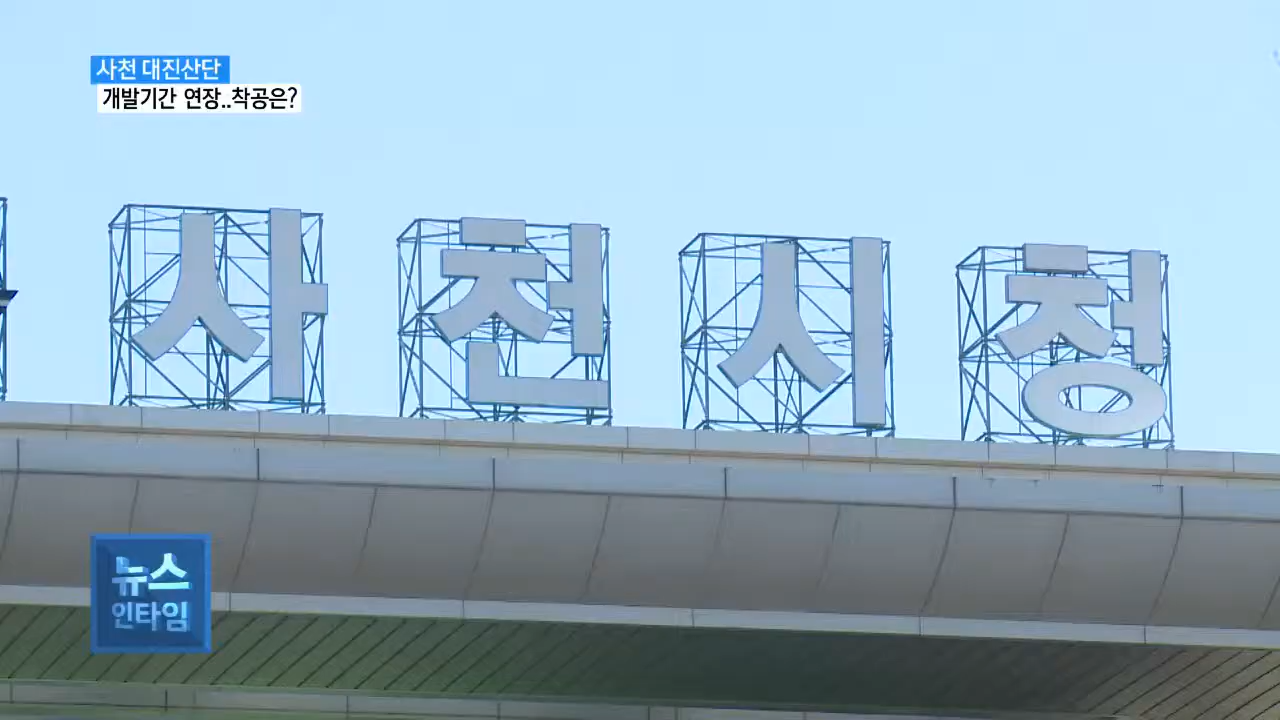 사천 대진산단
개발기간 연장..착공은?
사천시청
뉴스
인타임